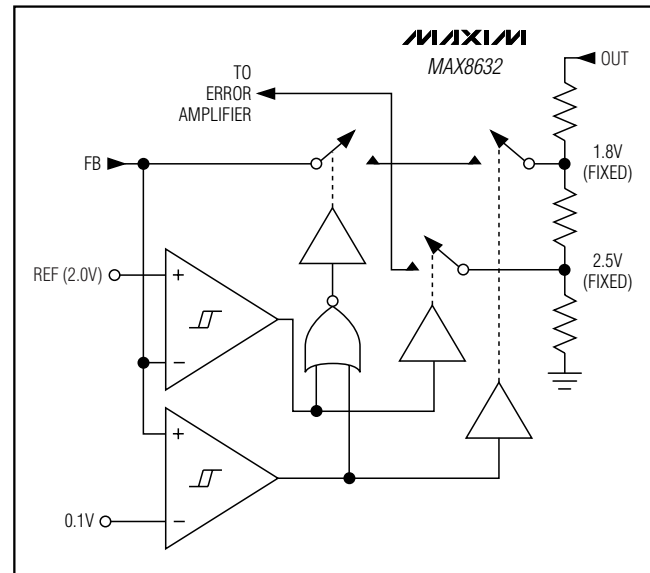 MAXIM
MAX8632
OUT
TO
ERROR
AMPLIFIER
FB
1.8V
(FIXED)
REF (2.0V)
+
−
2.5V
(FIXED)
+
−
0.1V